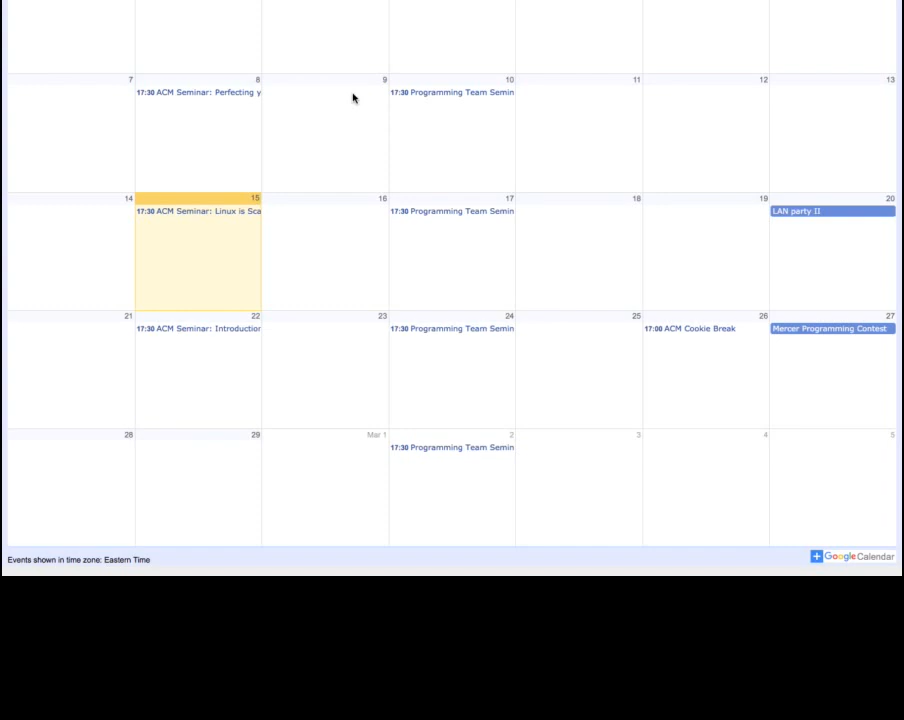 7 8 9 10 11 12 13
17:30 ACM Seminar: Perfecting y 17:30 Programming Team Semin
14 15 16 17 18 19 20
17:30 ACM Seminar: Linux is Sca 17:30 Programming Team Semin LAN party II
21 22 23 24 25 26 27
17:30 ACM Seminar: Introduction 17:30 Programming Team Semin 17:00 ACM Cookie Break Mercer Programming Contest
28 29 Mar 1 2 3 4 5
17:30 Programming Team Semin
Events shown in time zone: Eastern Time
+ Google Calendar